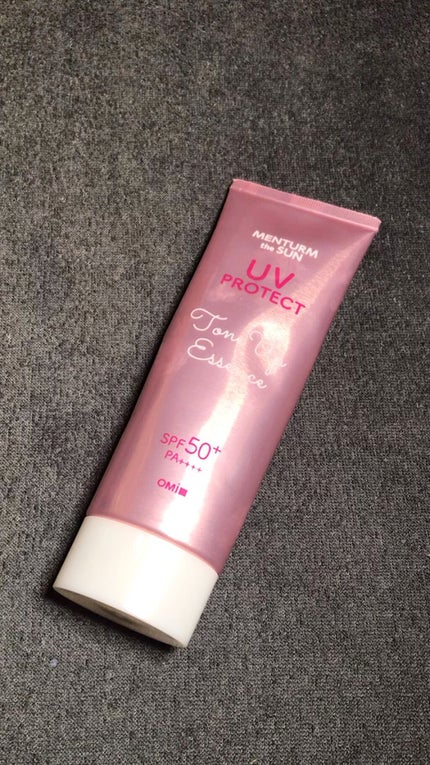 MENTURM
the SUN
UV
PROTECT
Tone Up
Essence
SPF50+
PA++++
OMI